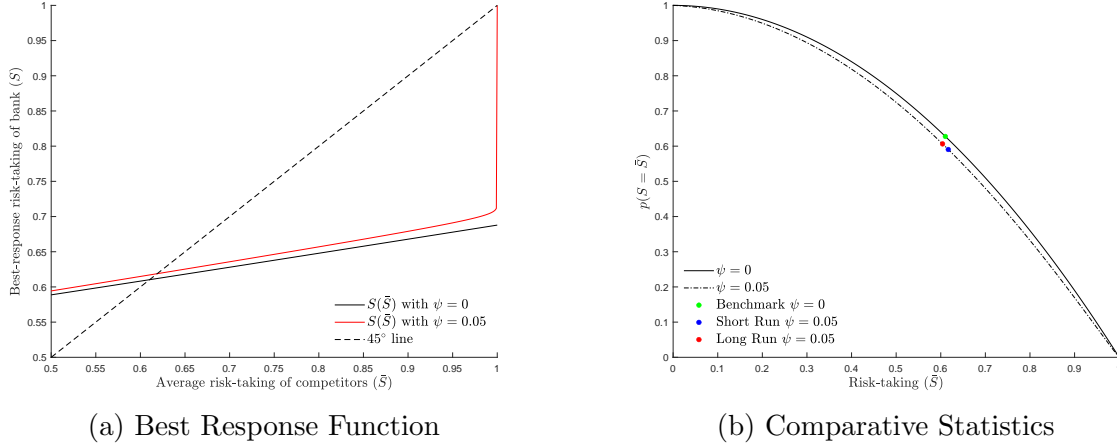 1
0.95
0.9
0.85
0.8
0.75
0.7
0.65
0.6
0.55
0.5
Best-response risk-taking of bank (S)
S(S̄) with ψ = 0
S(S̄) with ψ = 0.05
45° line
0.5 0.55 0.6 0.65 0.7 0.75 0.8 0.85 0.9 0.95 1
Average risk-taking of competitors (S̄)
(a) Best Response Function
1
0.9
0.8
0.7
0.6
0.5
0.4
0.3
0.2
0.1
0
p(S = S̄)
ψ = 0
ψ = 0.05
Benchmark ψ = 0
Short Run ψ = 0.05
Long Run ψ = 0.05
0 0.1 0.2 0.3 0.4 0.5 0.6 0.7 0.8 0.9
Risk-taking (S̄)
(b) Comparative Statistics